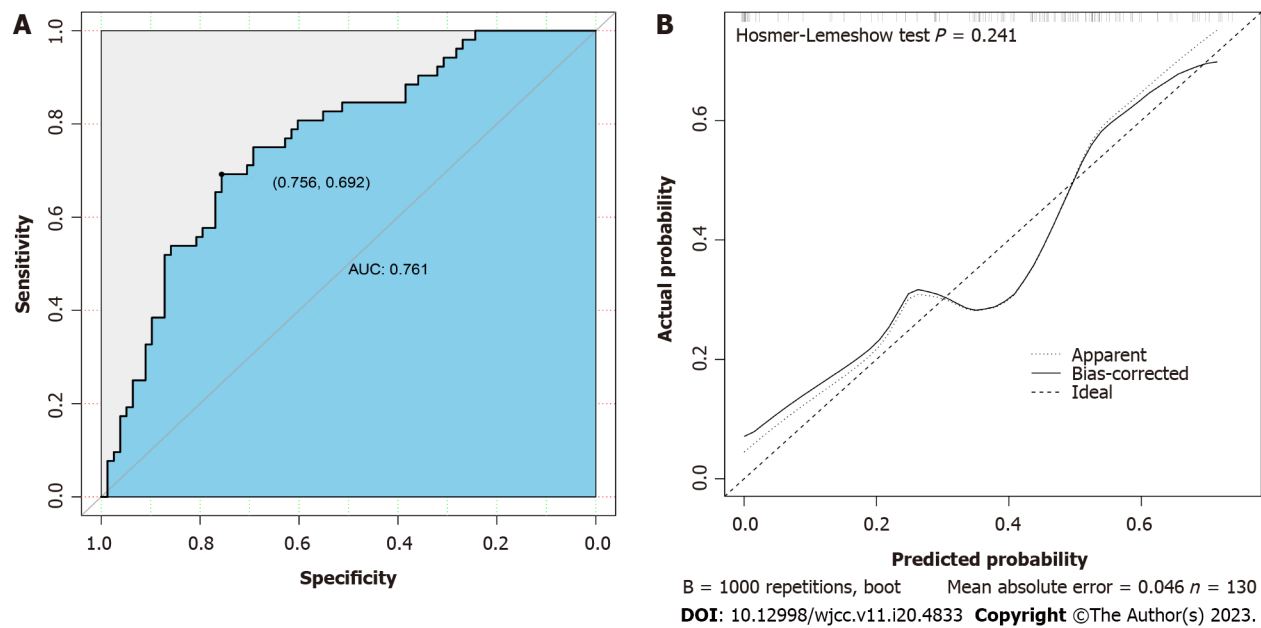 A
1.0
0.8
0.6
0.4
0.2
0.0
Sensitivity
(0.756, 0.692)
AUC: 0.761
1.0
0.8
0.6
0.4
0.2
0.0
Specificity
B
Hosmer-Lemeshow test P = 0.241
0.6
0.4
0.2
0.0
Actual probability
Apparent
Bias-corrected
Ideal
0.0
0.2
0.4
0.6
Predicted probability
B = 1000 repetitions, boot
Mean absolute error = 0.046 n = 130
DOI: 10.12998/wjcc.v11.i20.4833 Copyright ©The Author(s) 2023.